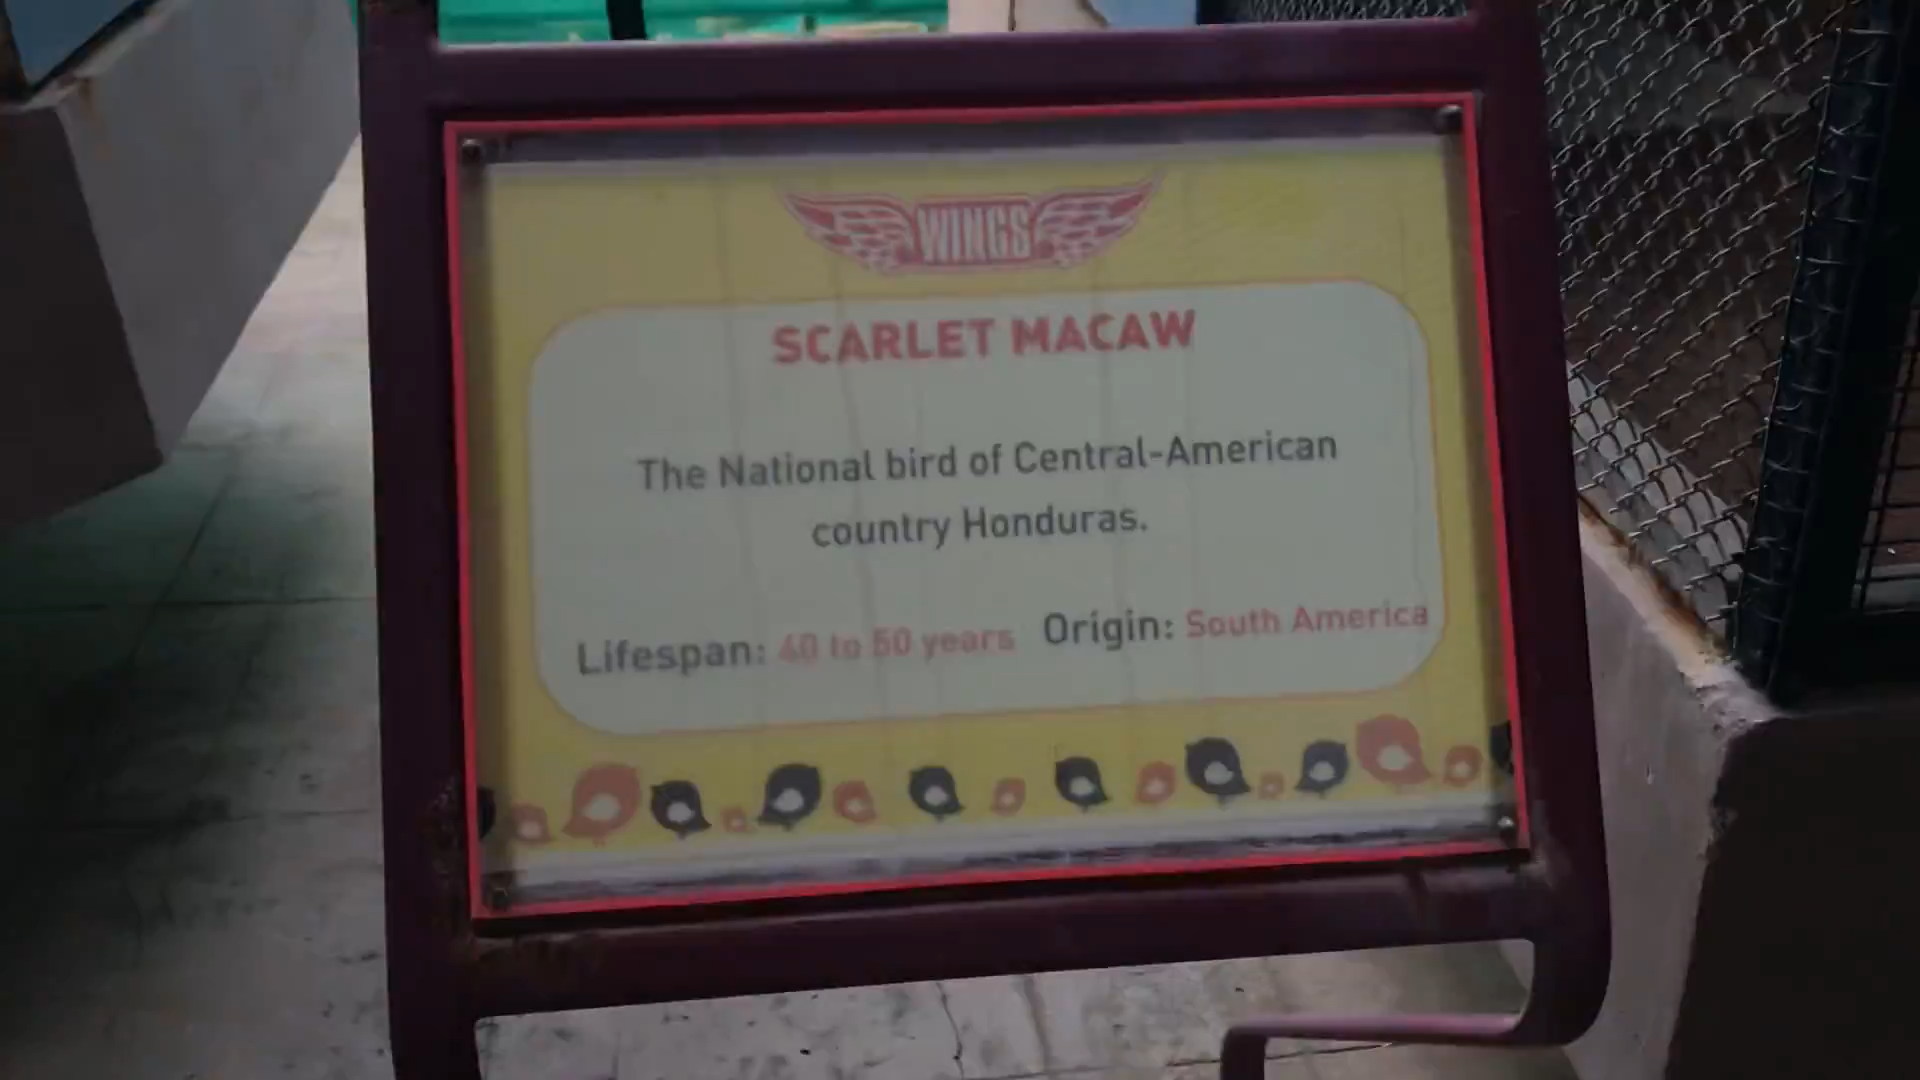 WINGS
SCARLET MACAW
The National bird of Central-American
country Honduras.
Lifespan: 40 to 50 years Origin: South America